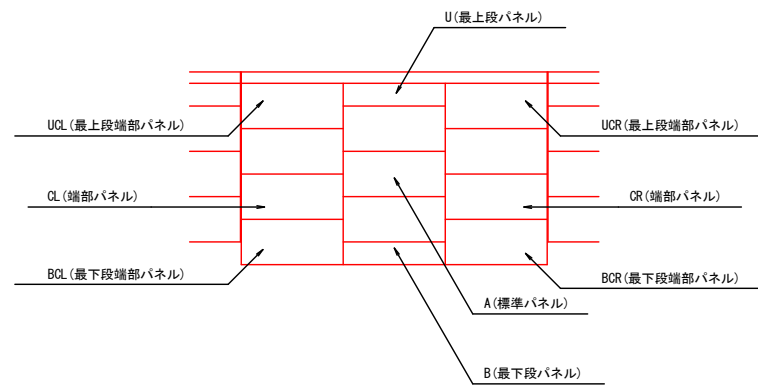 U(最上段パネル)
UCL(最上段端部パネル)
UCR(最上段端部パネル)
CL(端部パネル)
CR(端部パネル)
BCL(最下段端部パネル)
BCR(最下段端部パネル)
A(標準パネル)
B(最下段パネル)